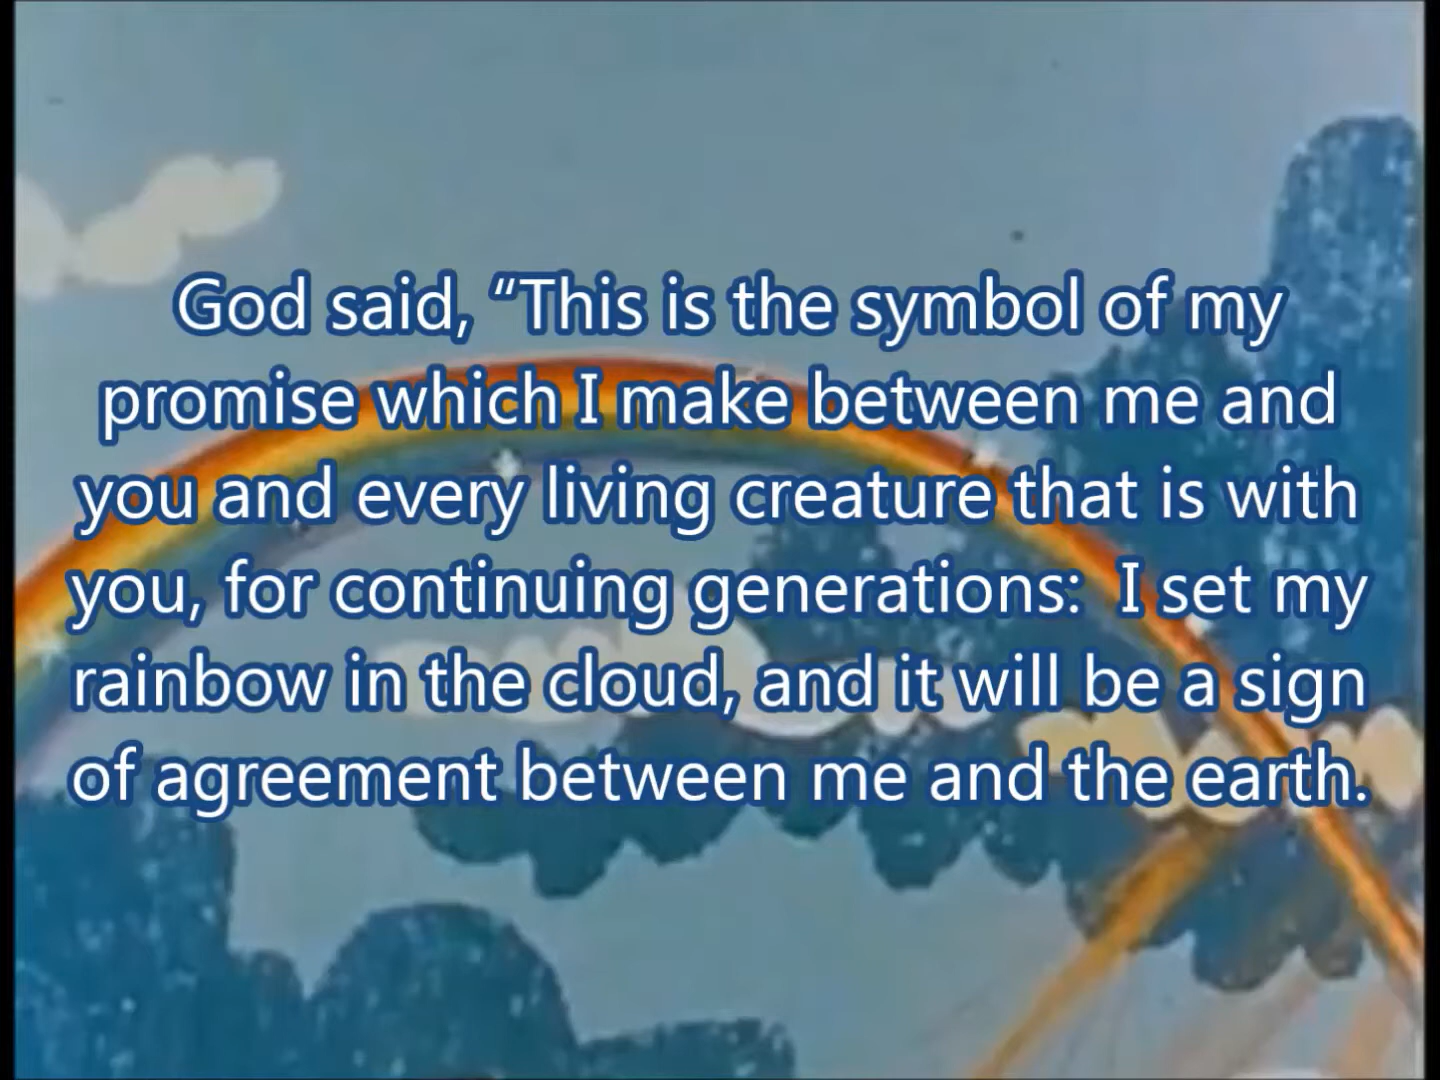 God said, “This is the symbol of my
promise which I make between me and
you and every living creature that is with
you, for continuing generations:  I set my
rainbow in the cloud, and it will be a sign
of agreement between me and the earth.